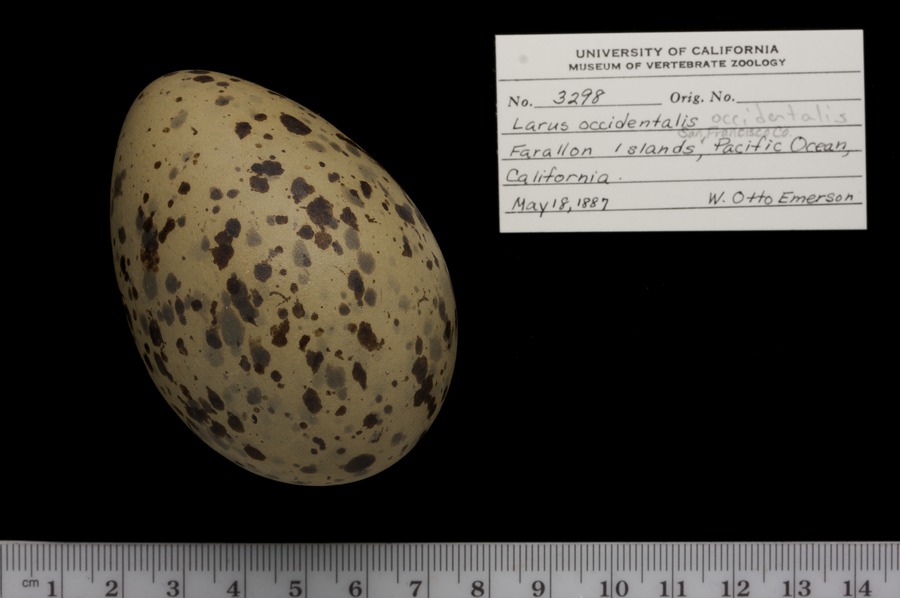 UNIVERSITY OF CALIFORNIA
MUSEUM OF VERTEBRATE ZOOLOGY
No. 3298 Orig. No.
Larus occidentalis occidentalis
San Francisco Co.
Farallon Islands, Pacific Ocean,
California.
May 18, 1887 W. Otto Emerson
cm 1 2 3 4 5 6 7 8 9 10 11 12 13 14